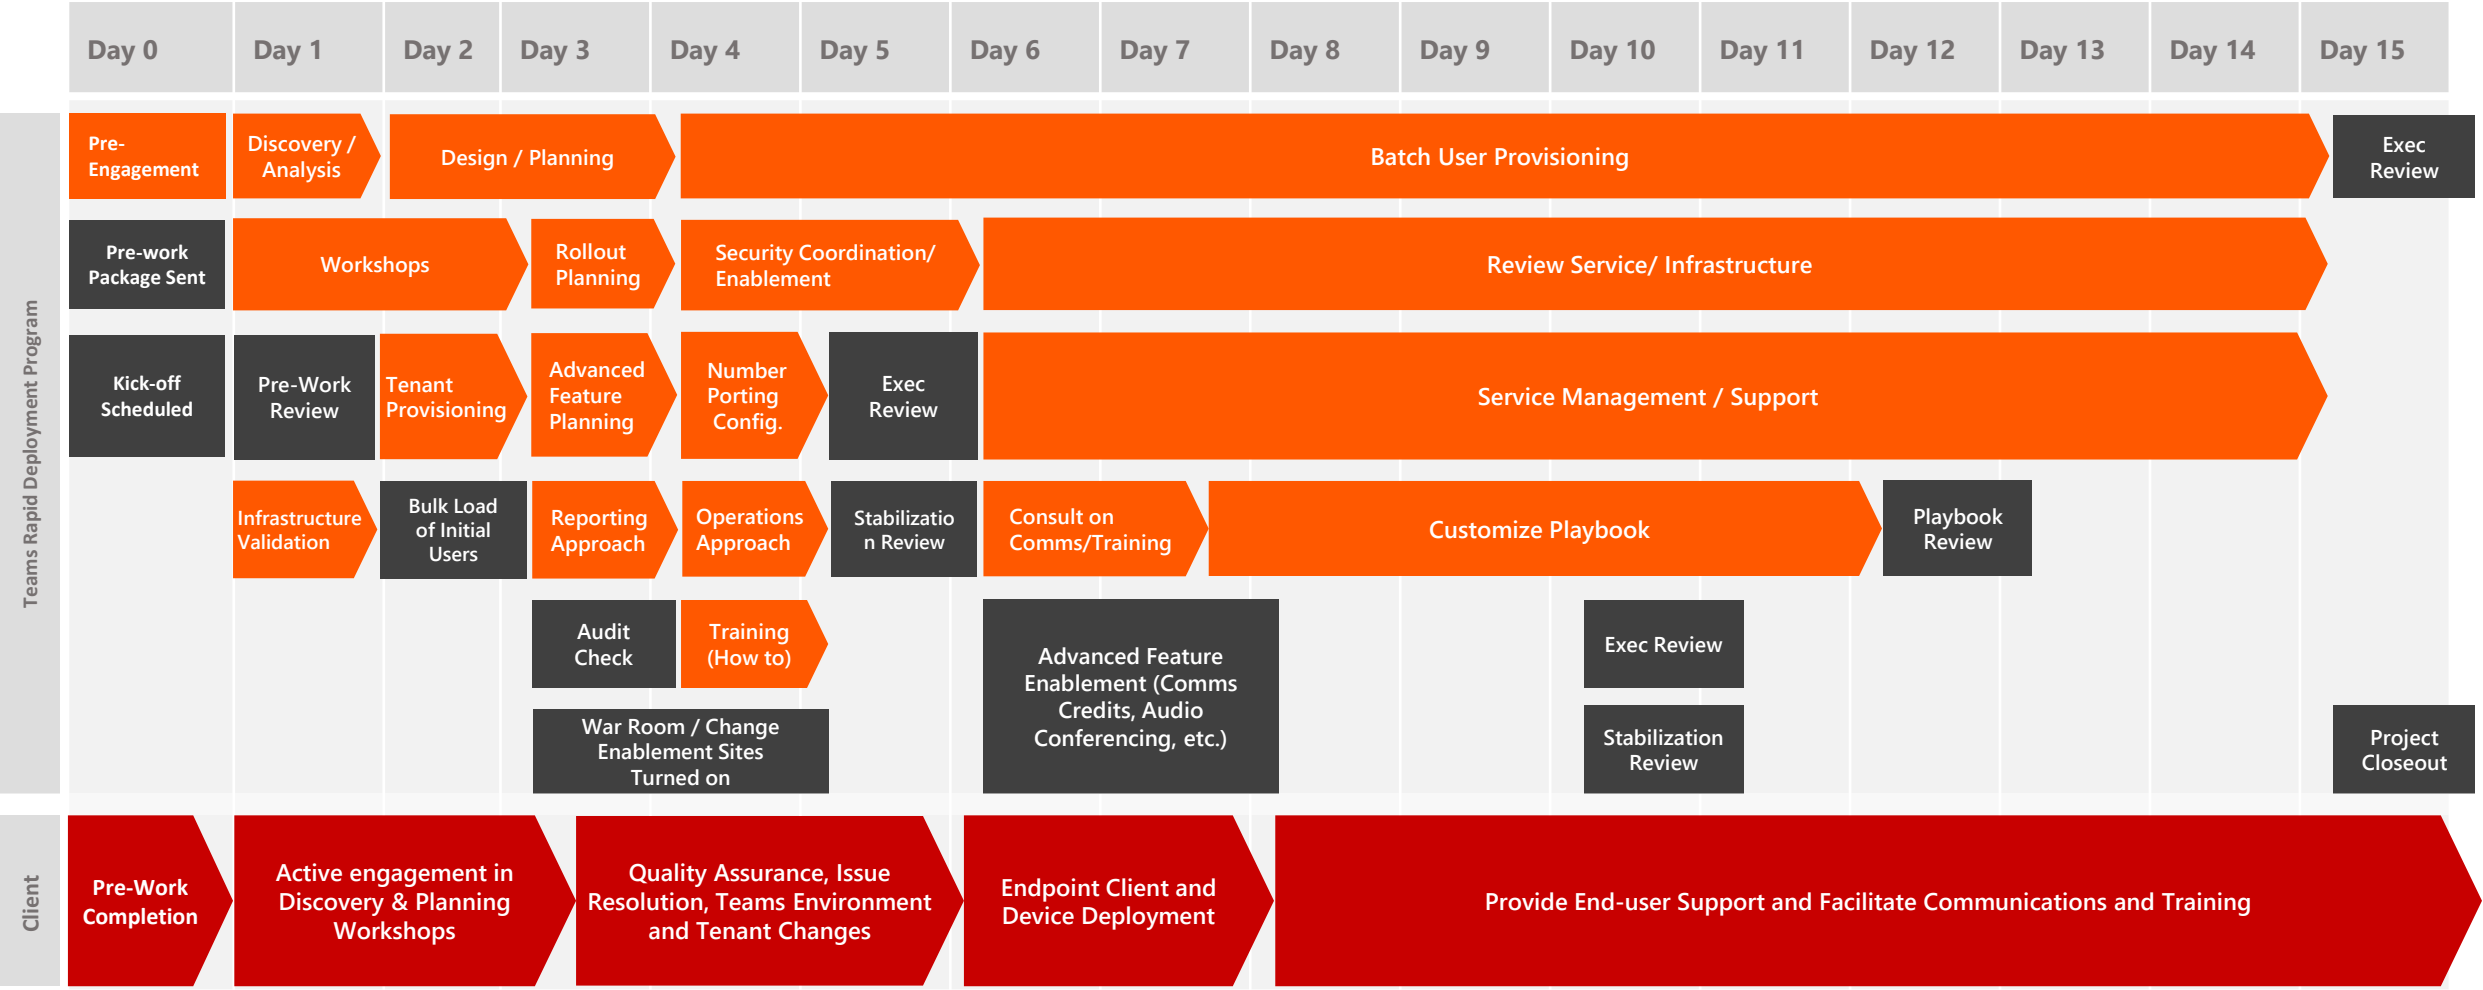 Day 0
Day 1
Day 2
Day 3
Day 4
Day 5
Day 6
Day 7
Day 8
Day 9
Day 10
Day 11
Day 12
Day 13
Day 14
Day 15
Teams Rapid Deployment Program
Pre-
Engagement
Discovery /
Analysis
Design / Planning
Batch User Provisioning
Exec
Review
Pre-work
Package Sent
Workshops
Rollout
Planning
Security Coordination/
Enablement
Review Service/ Infrastructure
Kick-off
Scheduled
Pre-Work
Review
Tenant
Provisioning
Advanced
Feature
Planning
Number
Porting
Config.
Exec
Review
Service Management / Support
Infrastructure
Validation
Bulk Load
of Initial
Users
Reporting
Approach
Operations
Approach
Stabilizatio
n Review
Consult on
Comms/Training
Customize Playbook
Playbook
Review
Audit
Check
Training
(How to)
Advanced Feature
Enablement (Comms
Credits, Audio
Conferencing, etc.)
Exec Review
War Room / Change
Enablement Sites
Turned on
Stabilization
Review
Project
Closeout
Client
Pre-Work
Completion
Active engagement in
Discovery & Planning
Workshops
Quality Assurance, Issue
Resolution, Teams Environment
and Tenant Changes
Endpoint Client and
Device Deployment
Provide End-user Support and Facilitate Communications and Training